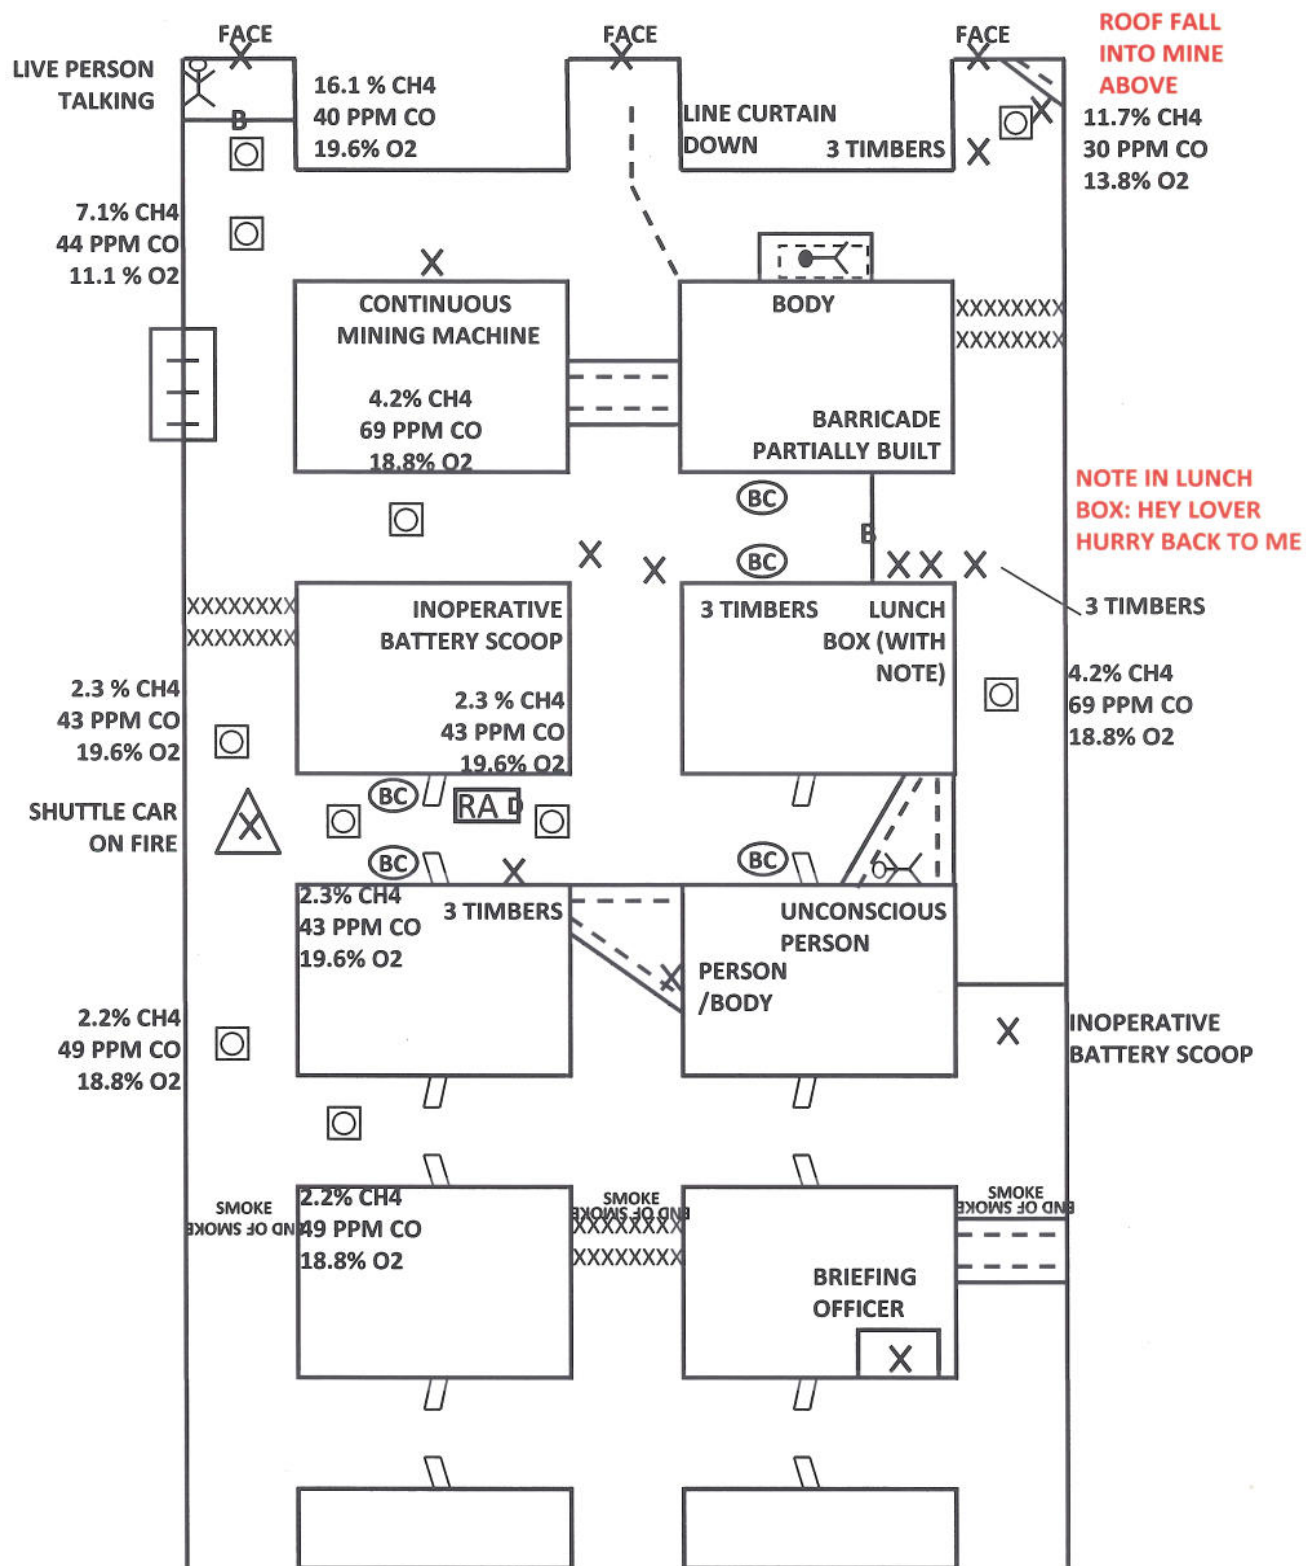 FACE
FACE
FACE
ROOF FALL
INTO MINE
ABOVE
LIVE PERSON
TALKING
B
16.1 % CH4
40 PPM CO
19.6% O2
LINE CURTAIN
DOWN
3 TIMBERS
11.7% CH4
30 PPM CO
13.8% O2
7.1% CH4
44 PPM CO
11.1 % O2
CONTINUOUS
MINING MACHINE
4.2% CH4
69 PPM CO
18.8% O2
BODY
BARRICADE
PARTIALLY BUILT
XXXXXXXX
XXXXXXXX
BC
BC
B
X X X
NOTE IN LUNCH
BOX: HEY LOVER
HURRY BACK TO ME
3 TIMBERS
XXXXXXXX
XXXXXXXX
INOPERATIVE
BATTERY SCOOP
2.3 % CH4
43 PPM CO
19.6% O2
3 TIMBERS
LUNCH
BOX (WITH
NOTE)
4.2% CH4
69 PPM CO
18.8% O2
2.3 % CH4
43 PPM CO
19.6% O2
SHUTTLE CAR
ON FIRE
X
BC
RA
BC
BC
2.3% CH4
43 PPM CO
19.6% O2
3 TIMBERS
UNCONSCIOUS
PERSON
PERSON
/BODY
2.2% CH4
49 PPM CO
18.8% O2
X
INOPERATIVE
BATTERY SCOOP
SMOKE
END OF SMOKE
2.2% CH4
49 PPM CO
18.8% O2
SMOKE
END OF SMOKE
XXXXXXXX
XXXXXXXX
SMOKE
END OF SMOKE
BRIEFING
OFFICER
X